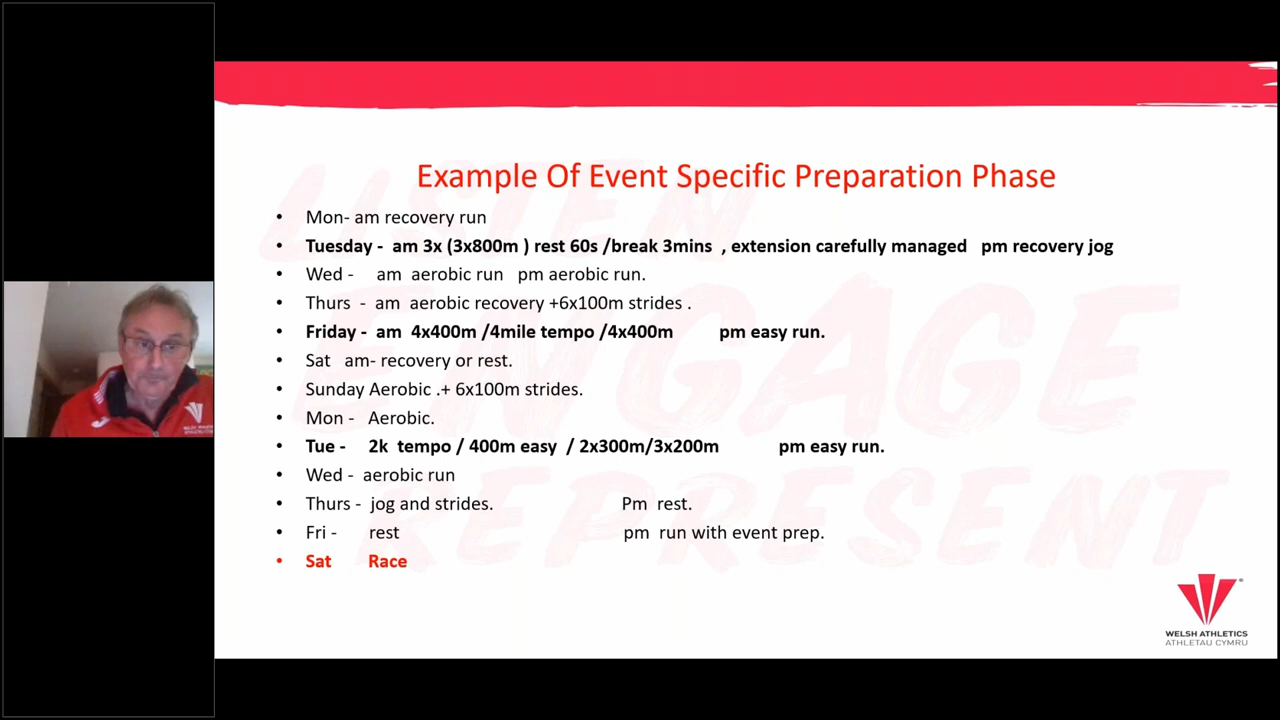 Example Of Event Specific Preparation Phase
• Mon- am recovery run
• Tuesday - am 3x (3x800m ) rest 60s /break 3mins , extension carefully managed pm recovery jog
• Wed - am aerobic run pm aerobic run.
• Thurs - am aerobic recovery +6x100m strides .
• Friday - am 4x400m /4mile tempo /4x400m pm easy run.
• Sat am- recovery or rest.
• Sunday Aerobic .+ 6x100m strides.
• Mon - Aerobic.
• Tue - 2k tempo / 400m easy / 2x300m/3x200m pm easy run.
• Wed - aerobic run
• Thurs - jog and strides. Pm rest.
• Fri - rest pm run with event prep.
• Sat Race
LISTEN
ENGAGE
REPRESENT
WELSH ATHLETICS
ATHLETAU CYMRU